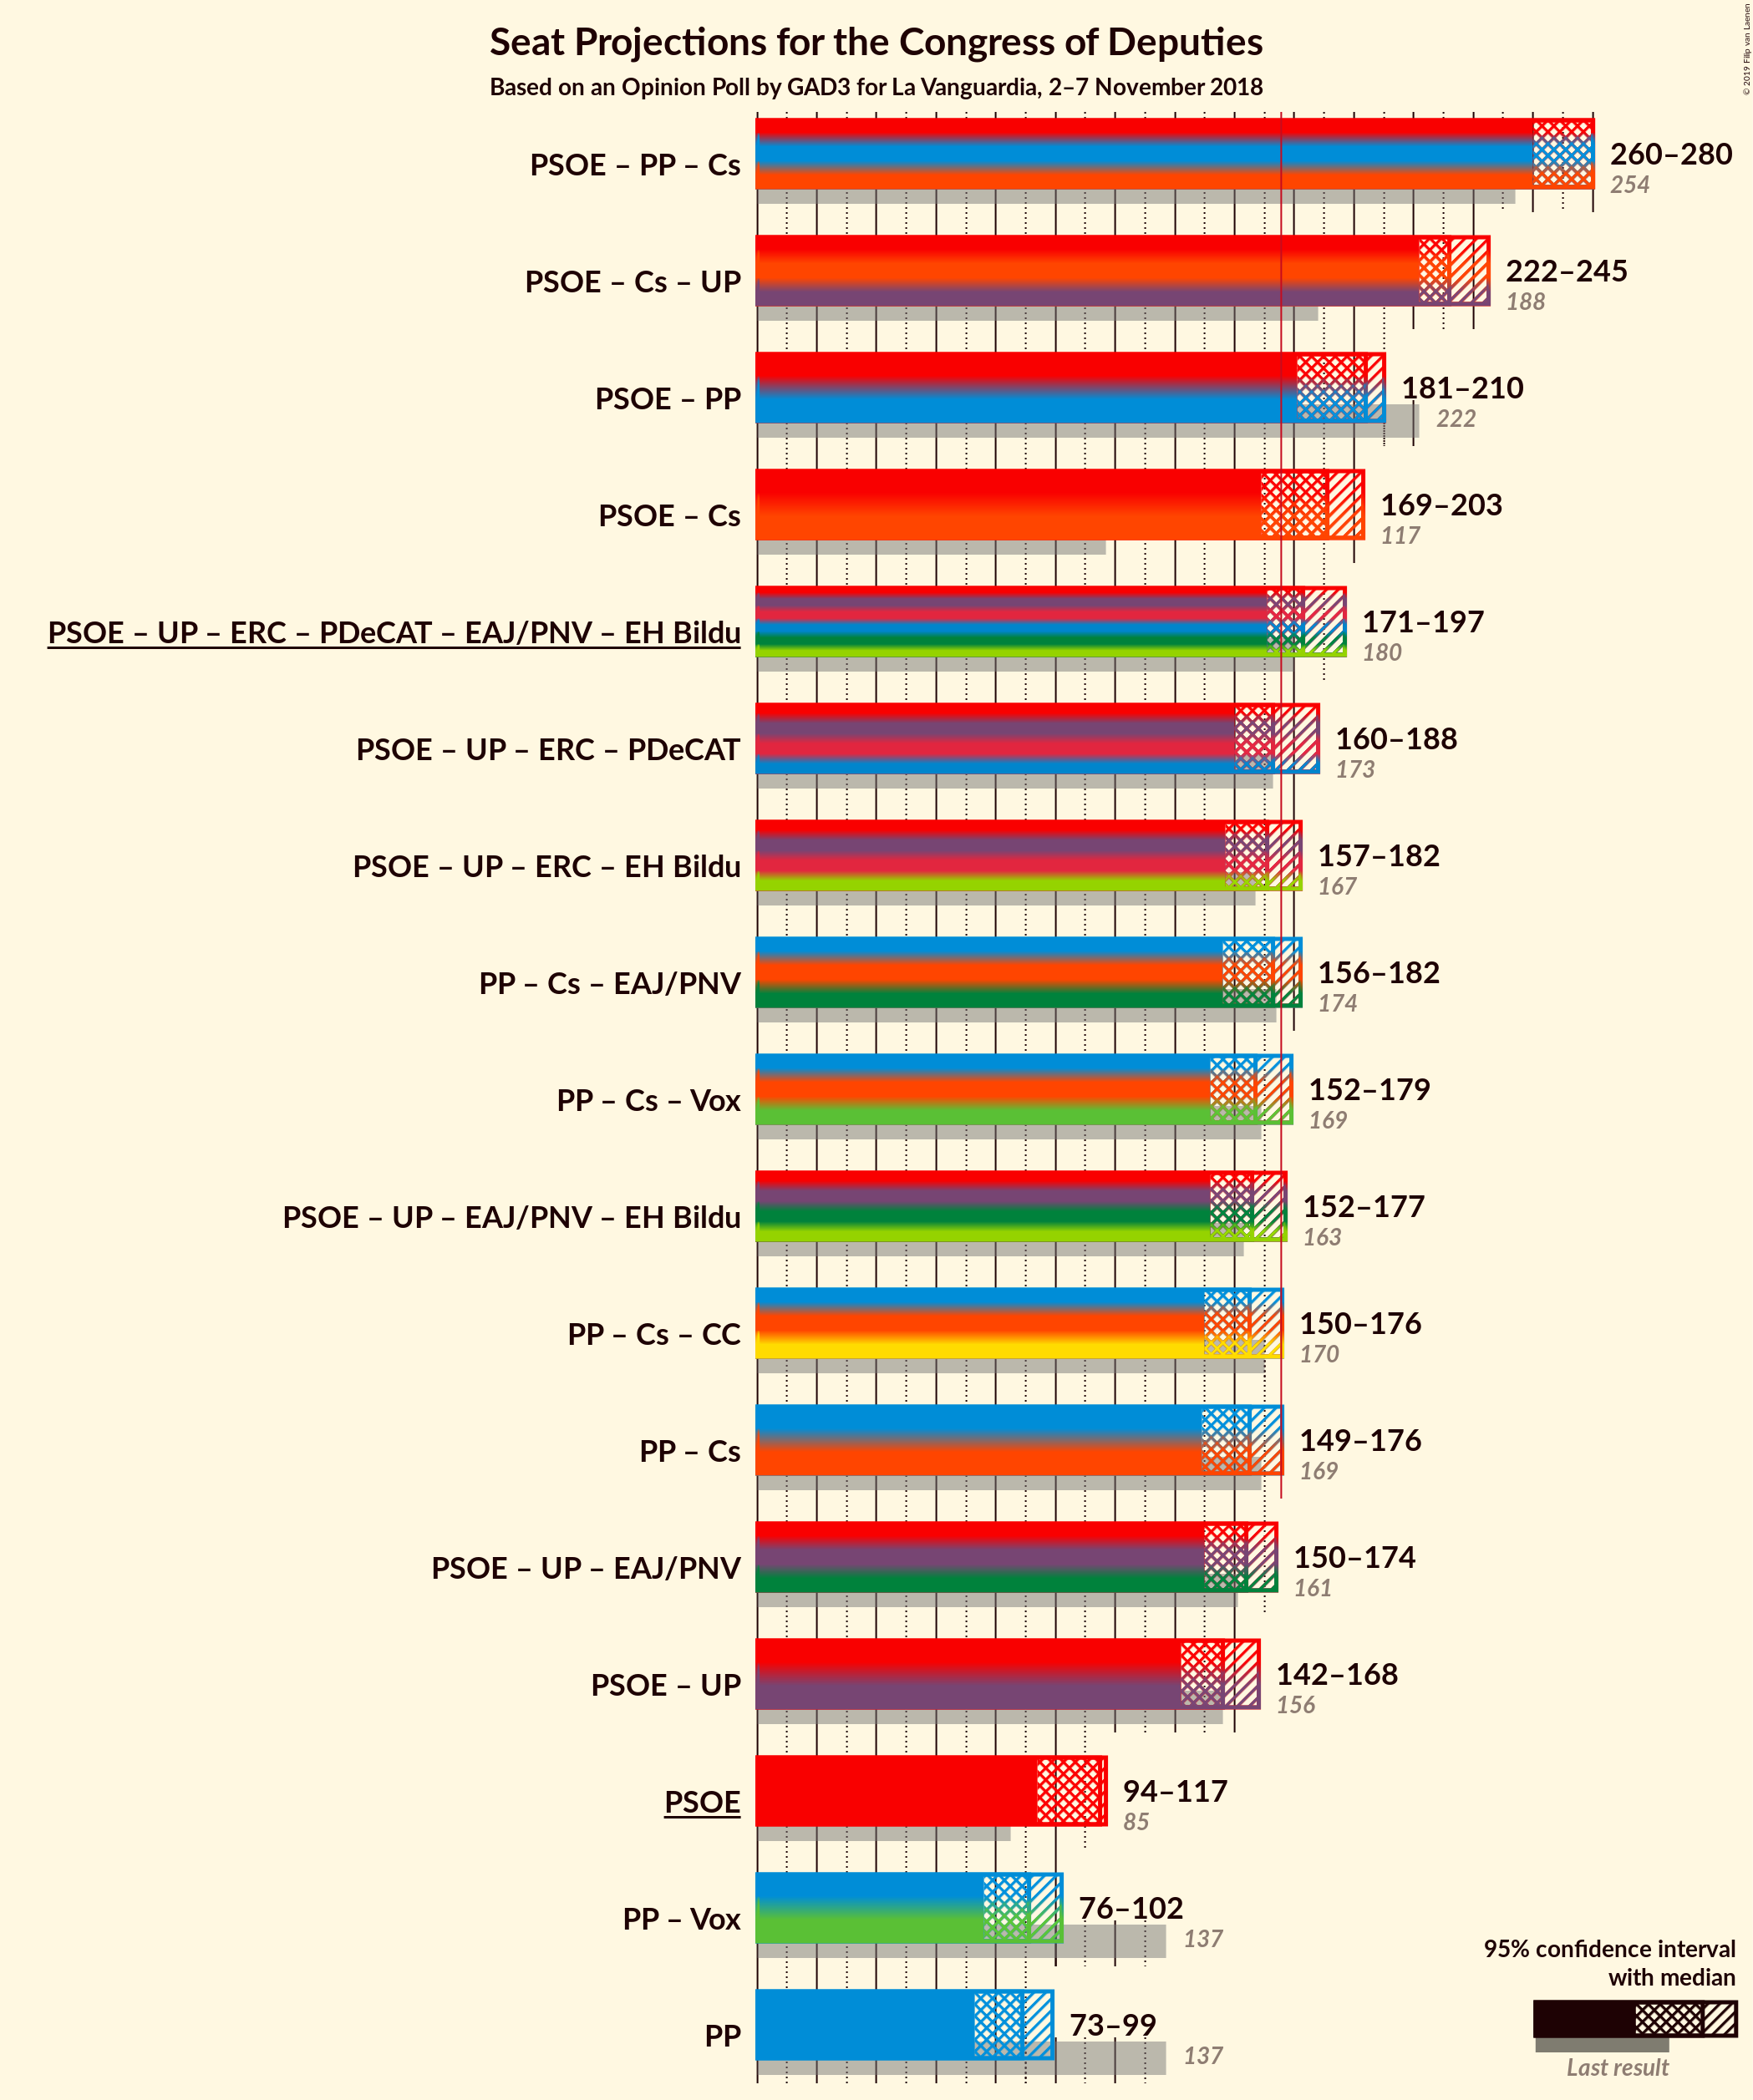 Seat Projections for the Congress of Deputies
Based on an Opinion Poll by GAD3 for La Vanguardia, 2–7 November 2018
© 2019 Filip van Laenen
PSOE – PP – Cs
260–280
254
PSOE – Cs – UP
222–245
188
PSOE – PP
181–210
222
PSOE – Cs
169–203
117
PSOE – UP – ERC – PDeCAT – EAJ/PNV – EH Bildu
171–197
180
PSOE – UP – ERC – PDeCAT
160–188
173
PSOE – UP – ERC – EH Bildu
157–182
167
PP – Cs – EAJ/PNV
156–182
174
PP – Cs – Vox
152–179
169
PSOE – UP – EAJ/PNV – EH Bildu
152–177
163
PP – Cs – CC
150–176
170
PP – Cs
149–176
169
PSOE – UP – EAJ/PNV
150–174
161
PSOE – UP
142–168
156
PSOE
94–117
85
PP – Vox
76–102
137
PP
73–99
137
95% confidence interval
with median
Last result